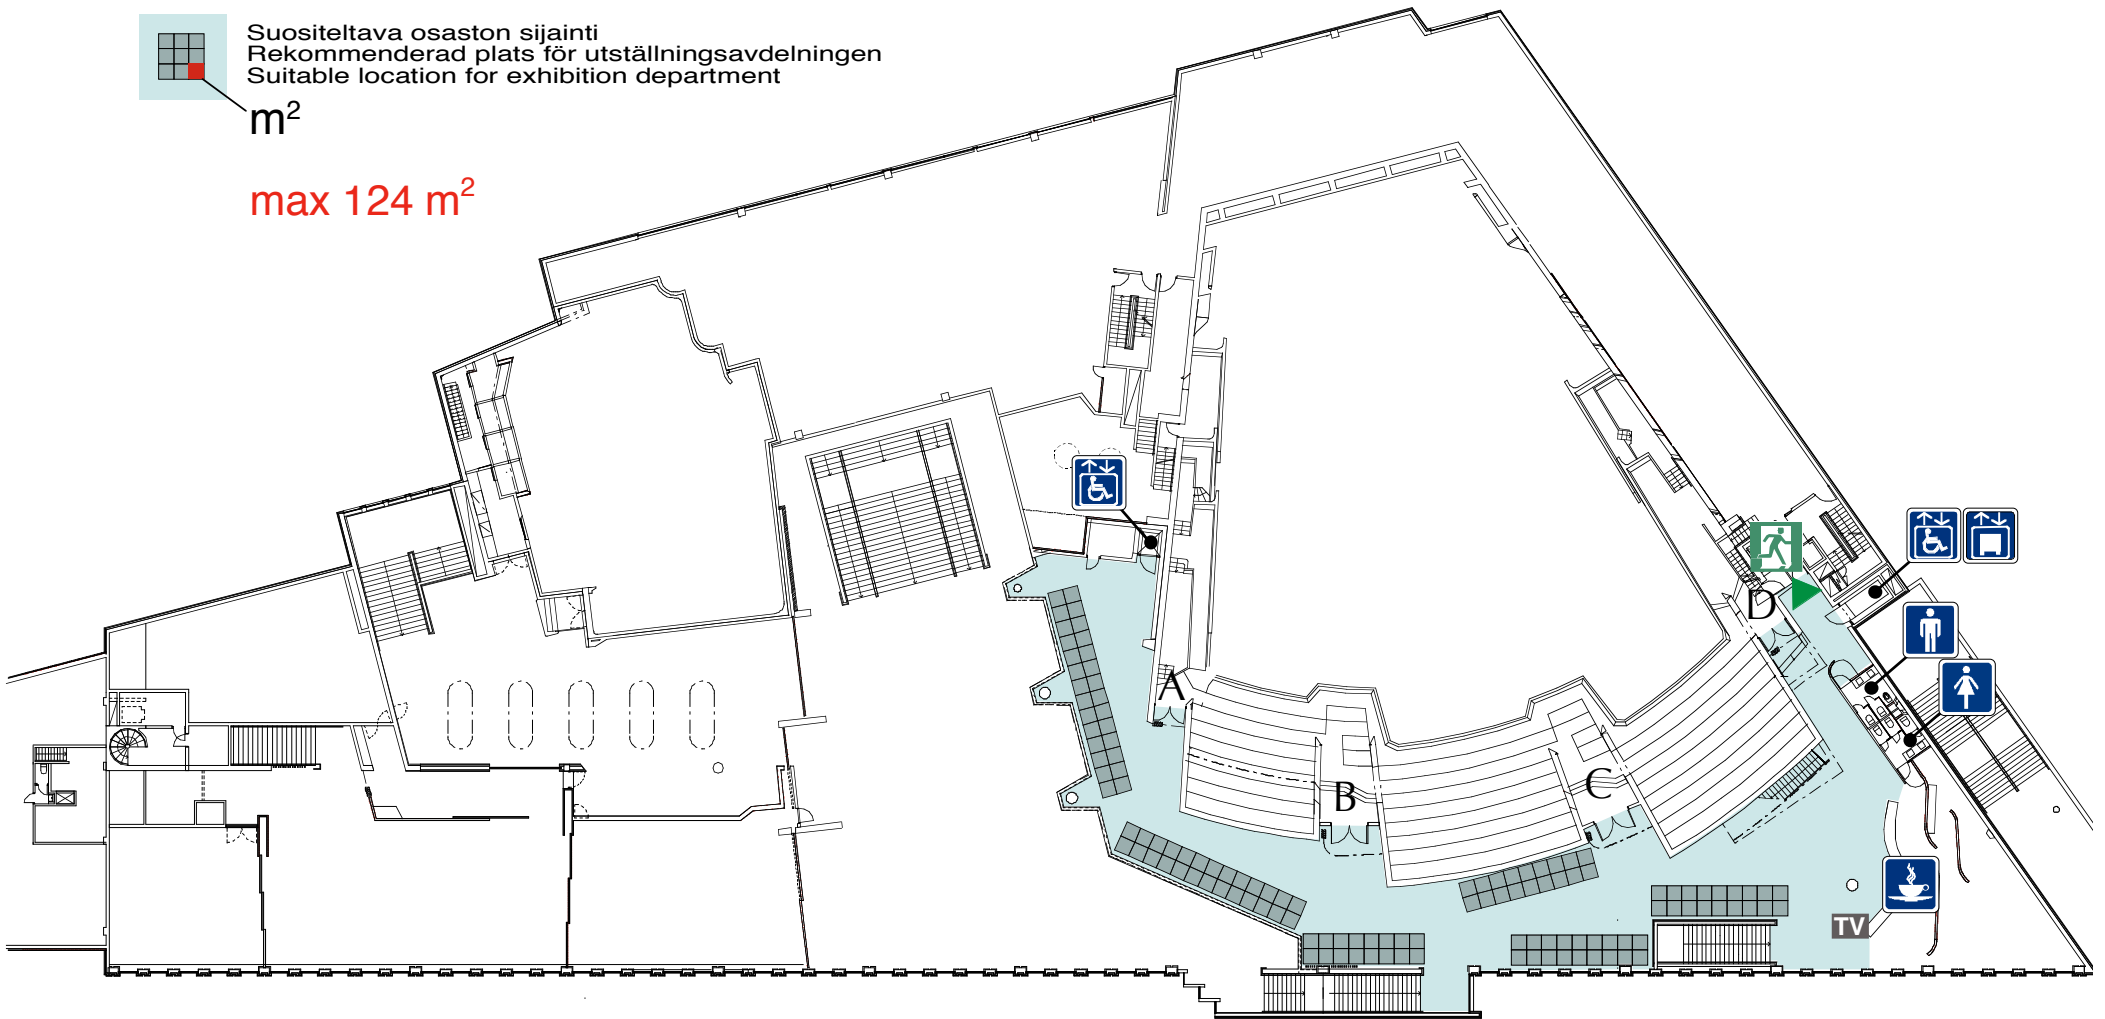 Suositeltava osaston sijainti
Rekommenderad plats för utställningsavdelningen
Suitable location for exhibition department
m²
max 124 m²
D
A
B
C
TV